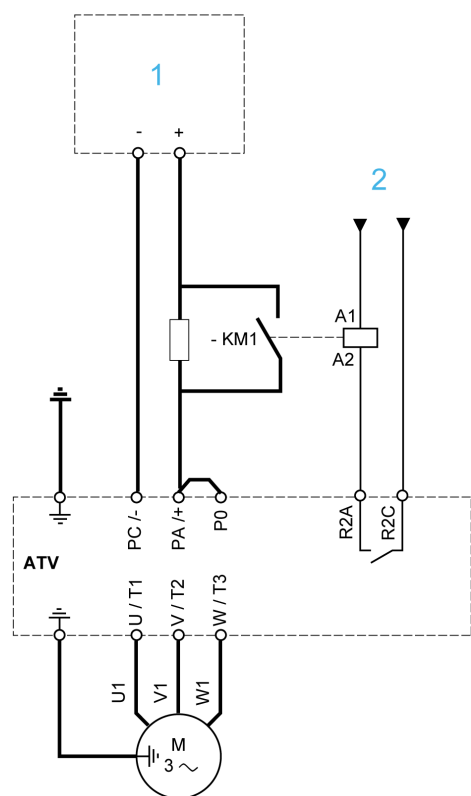 1
- +
2
A1
- KM1
A2
PC /-
PA /+
P0
R2A
R2C
ATV
U / T1
V / T2
W / T3
U1
V1
W1
M
3 ~